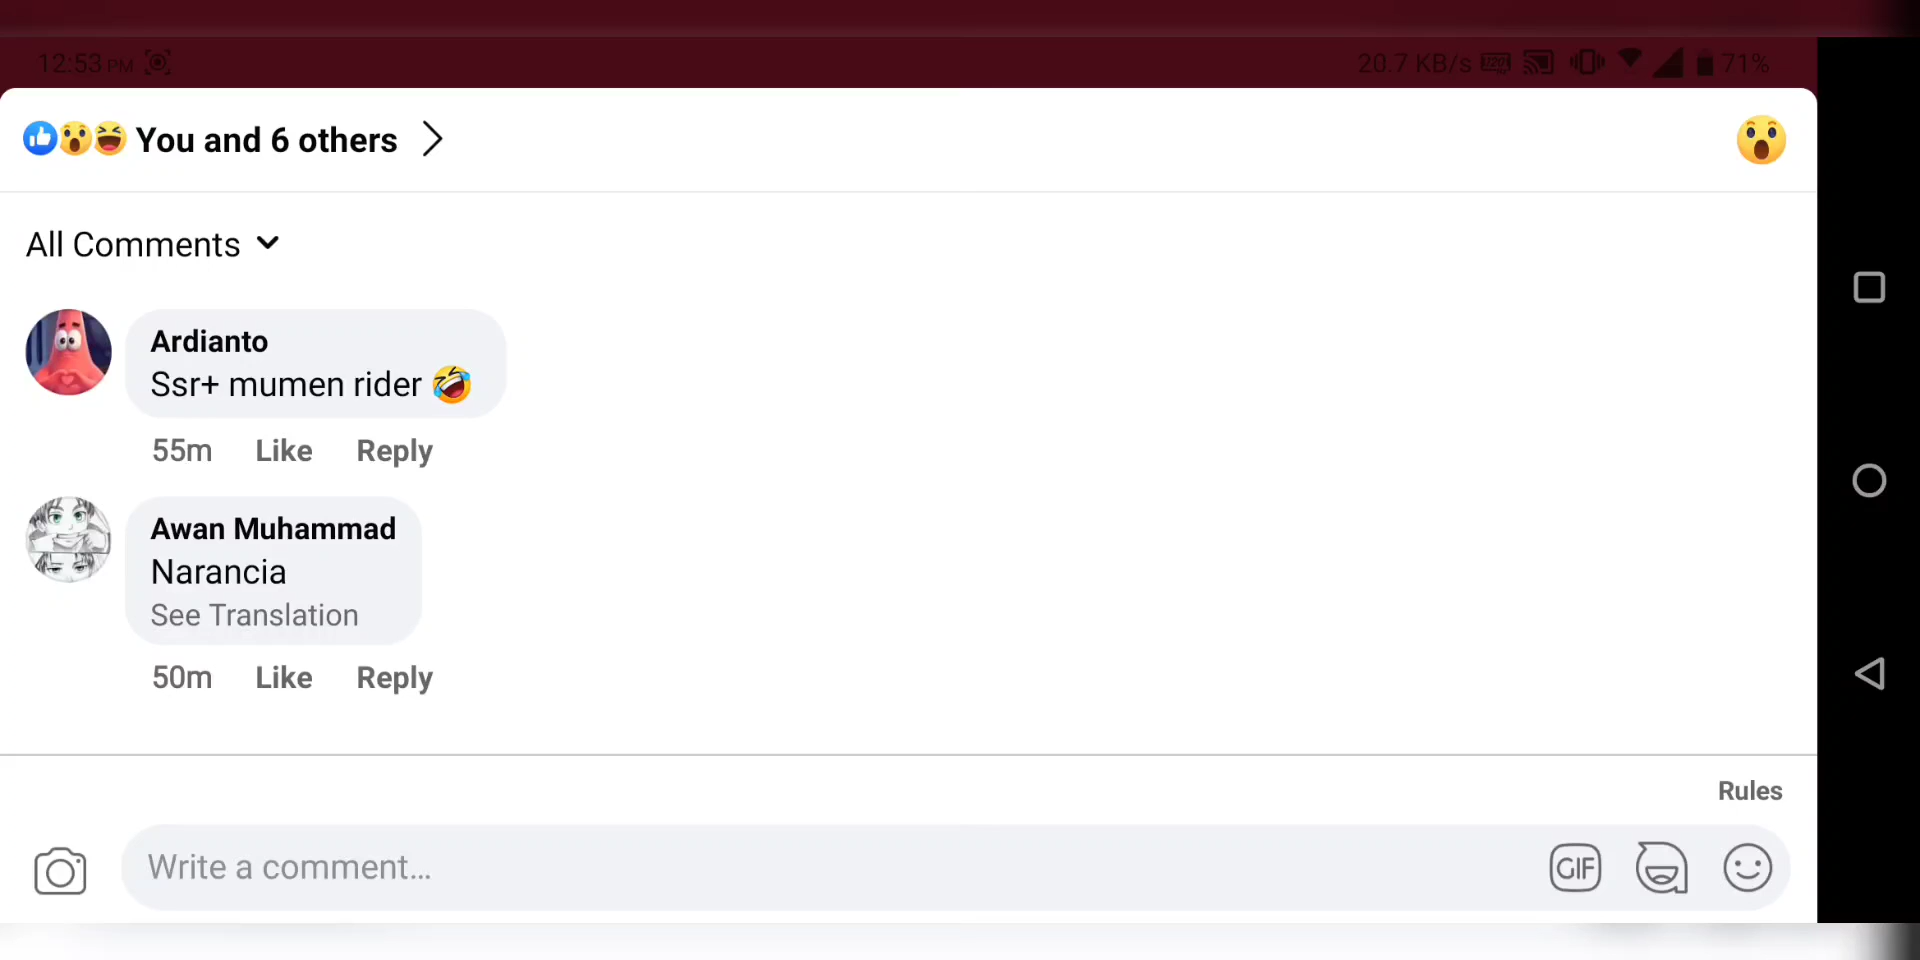 12:53 PM
20.7 KB/s 71%
You and 6 others
All Comments
Ardianto
Ssr+ mumen rider 🤣
55m Like Reply
Awan Muhammad
Narancia
See Translation
50m Like Reply
Rules
Write a comment...
GIF